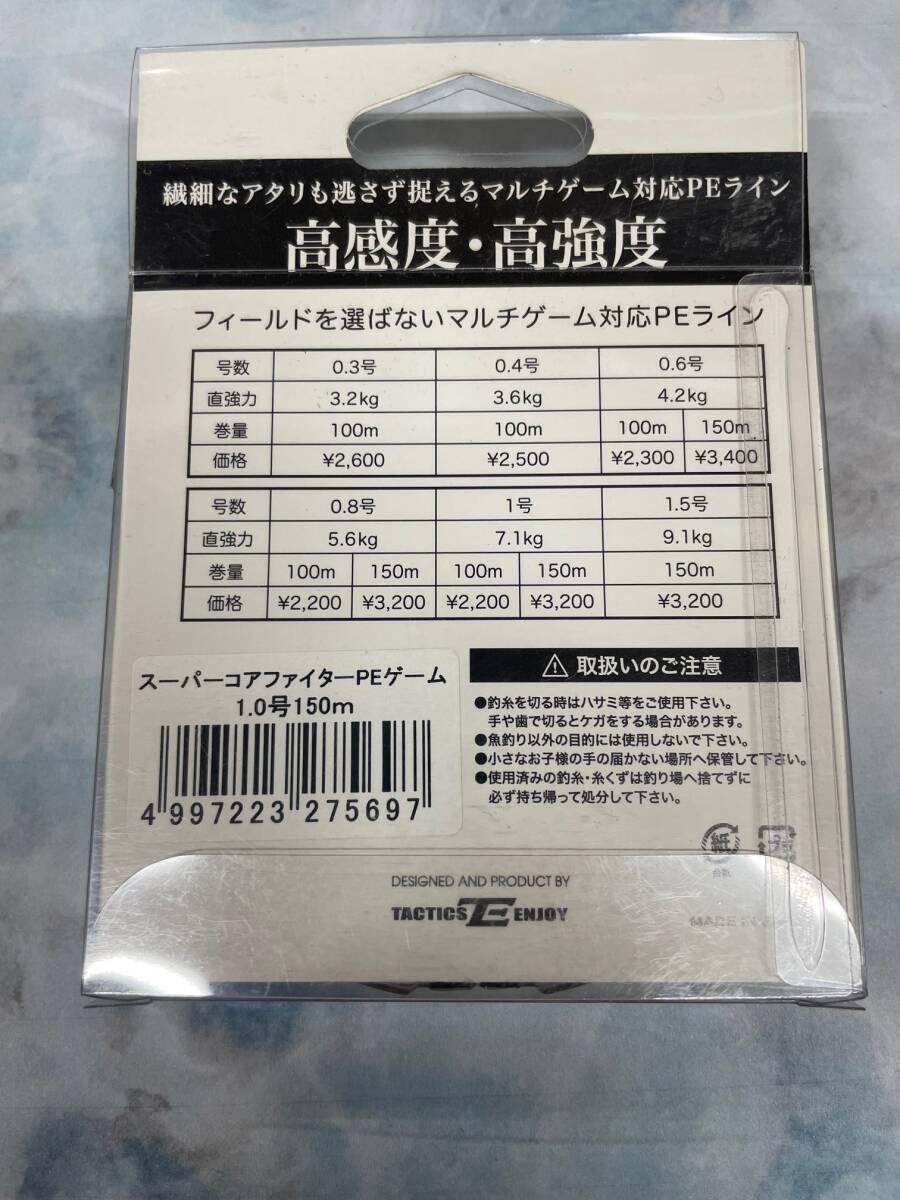 繊細なアタリも逃さず捉えるマルチゲーム対応PEライン
高感度・高強度
フィールドを選ばないマルチゲーム対応PEライン
号数 0.3号 0.4号 0.6号
直強力 3.2kg 3.6kg 4.2kg
巻量 100m 100m 100m 150m
価格 ¥2,600 ¥2,500 ¥2,300 ¥3,400
号数 0.8号 1号 1.5号
直強力 5.6kg 7.1kg 9.1kg
巻量 100m 150m 100m 150m 150m
価格 ¥2,200 ¥3,200 ¥2,200 ¥3,200 ¥3,200
スーパーコアファイターPEゲーム
1.0号150m
4 997223 275697
⚠ 取扱いのご注意
●釣糸を切る時はハサミ等をご使用下さい。
手や歯で切るとケガをする場合があります。
●魚釣り以外の目的には使用しないで下さい。
●小さなお子様の手の届かない場所へ保管して下さい。
●使用済みの釣糸・糸くずは釣り場へ捨てずに
必ず持ち帰って処分して下さい。
紙
DESIGNED AND PRODUCT BY
TACTICS TE ENJOY